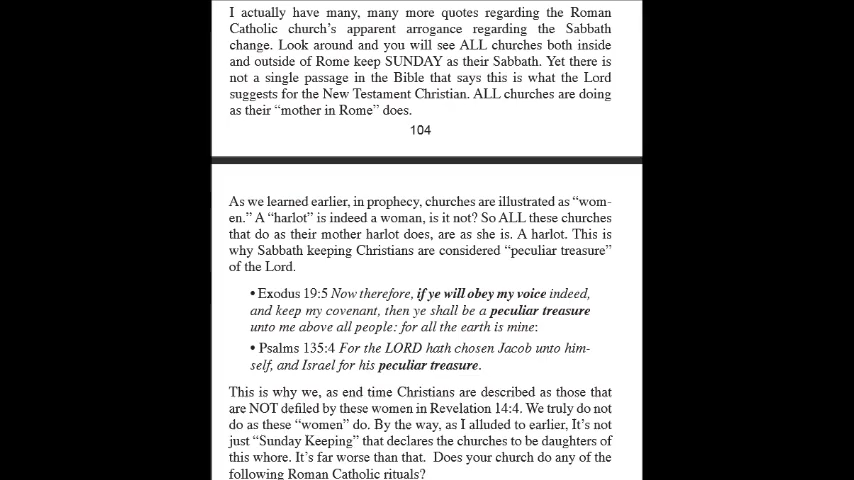 I actually have many, many more quotes regarding the Roman
Catholic church's apparent arrogance regarding the Sabbath
change. Look around and you will see ALL churches both inside
and outside of Rome keep SUNDAY as their Sabbath. Yet there is
not a single passage in the Bible that says this is what the Lord
suggests for the New Testament Christian. ALL churches are doing
as their “mother in Rome” does.
104
As we learned earlier, in prophecy, churches are illustrated as “wom-
en.” A “harlot” is indeed a woman, is it not? So ALL these churches
that do as their mother harlot does, are as she is. A harlot. This is
why Sabbath keeping Christians are considered “peculiar treasure”
of the Lord.
• Exodus 19:5 Now therefore, if ye will obey my voice indeed,
and keep my covenant, then ye shall be a peculiar treasure
unto me above all people: for all the earth is mine:
• Psalms 135:4 For the LORD hath chosen Jacob unto him-
self, and Israel for his peculiar treasure.
This is why we, as end time Christians are described as those that
are NOT defiled by these women in Revelation 14:4. We truly do not
do as these “women” do. By the way, as I alluded to earlier, It's not
just “Sunday Keeping” that declares the churches to be daughters of
this whore. It's far worse than that. Does your church do any of the
following Roman Catholic rituals?